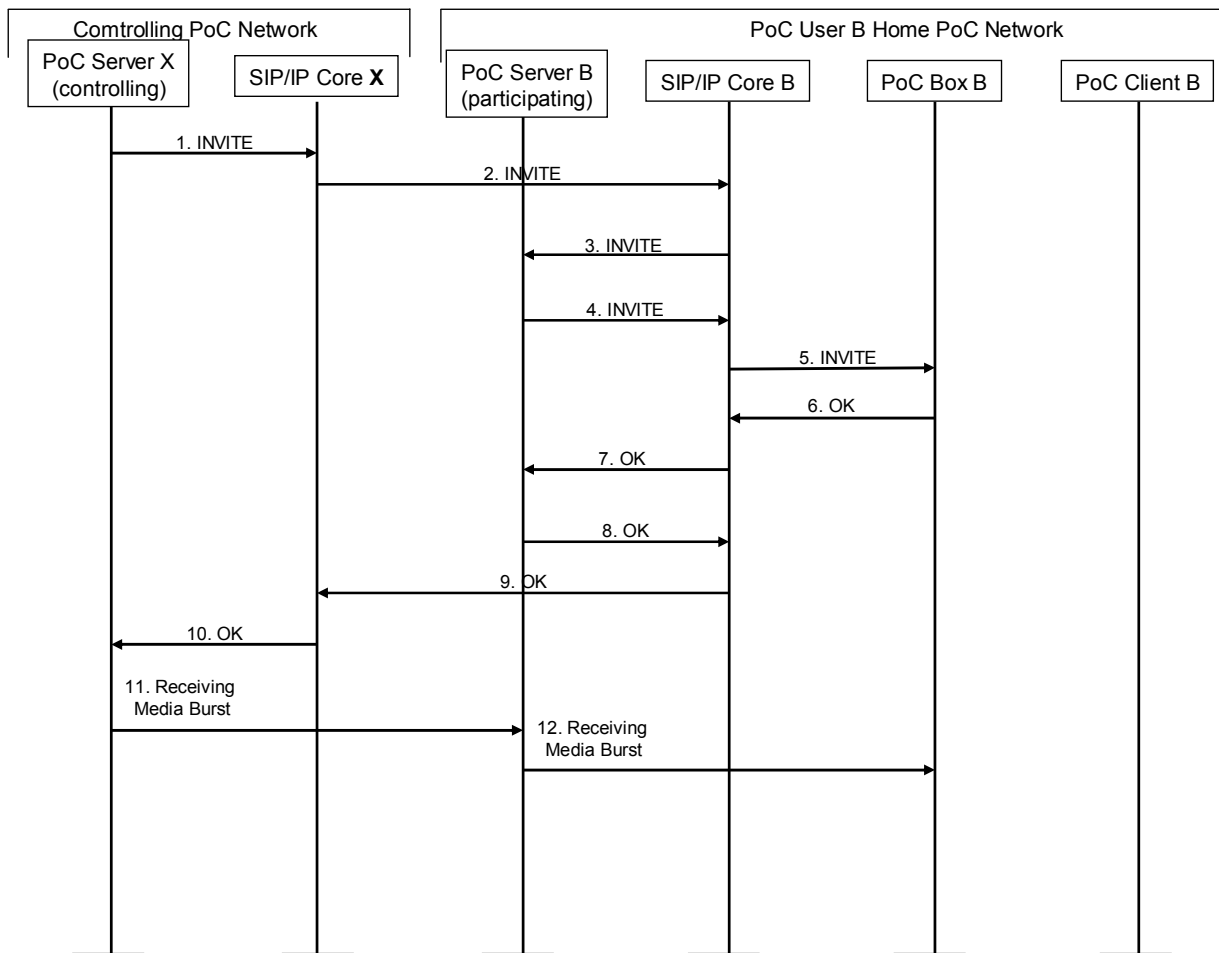 Comtrolling PoC Network
PoC User B Home PoC Network
PoC Server X
(controlling)
SIP/IP Core X
PoC Server B
(participating)
SIP/IP Core B
PoC Box B
PoC Client B
1. INVITE
2. INVITE
3. INVITE
4. INVITE
5. INVITE
6. OK
7. OK
8. OK
9. OK
10. OK
11. Receiving
Media Burst
12. Receiving
Media Burst